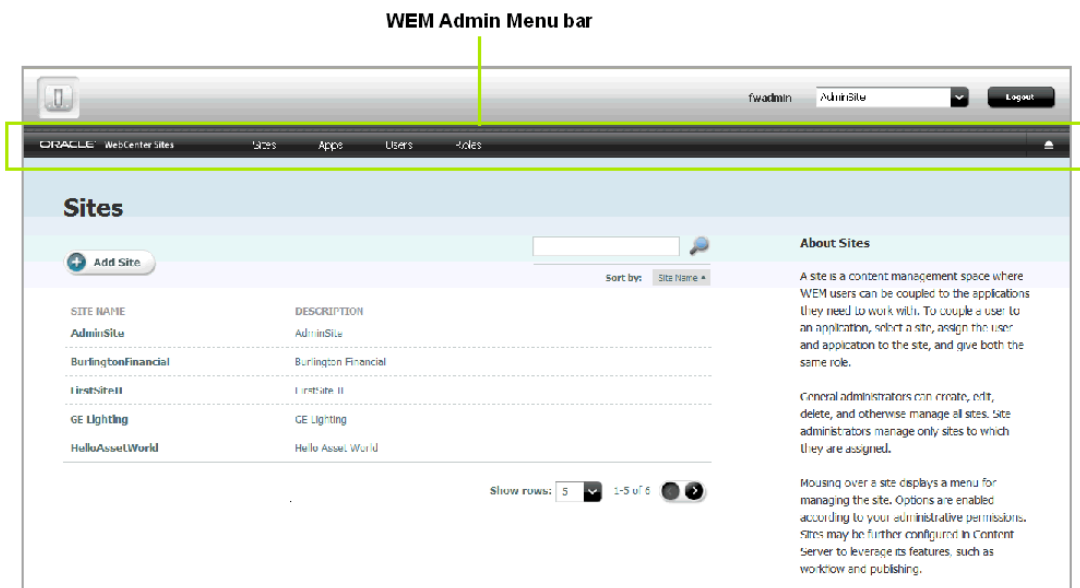 WEM Admin Menu bar
fwadmin AdminSite Logout
ORACLE WebCenter Sites Sites Apps Users Roles
Sites
Add Site
Sort by: Site Name
SITE NAME DESCRIPTION
AdminSite AdminSite
BurlingtonFinancial Burlington Financial
FirstSiteII FirstSite II
GE Lighting GE Lighting
HelloAssetWorld Hello Asset World
Show rows: 5 1-5 of 6
About Sites
A site is a content management space where
WEM users can be coupled to the applications
they need to work with. To couple a user to
an application, select a site, assign the user
and application to the site, and give both the
same role.
General administrators can create, edit,
delete, and otherwise manage all sites. Site
administrators manage only sites to which
they are assigned.
Mousing over a site displays a menu for
managing the site. Options are enabled
according to your administrative permissions.
Sites may be further configured in Content
Server to leverage its features, such as
workflow and publishing.